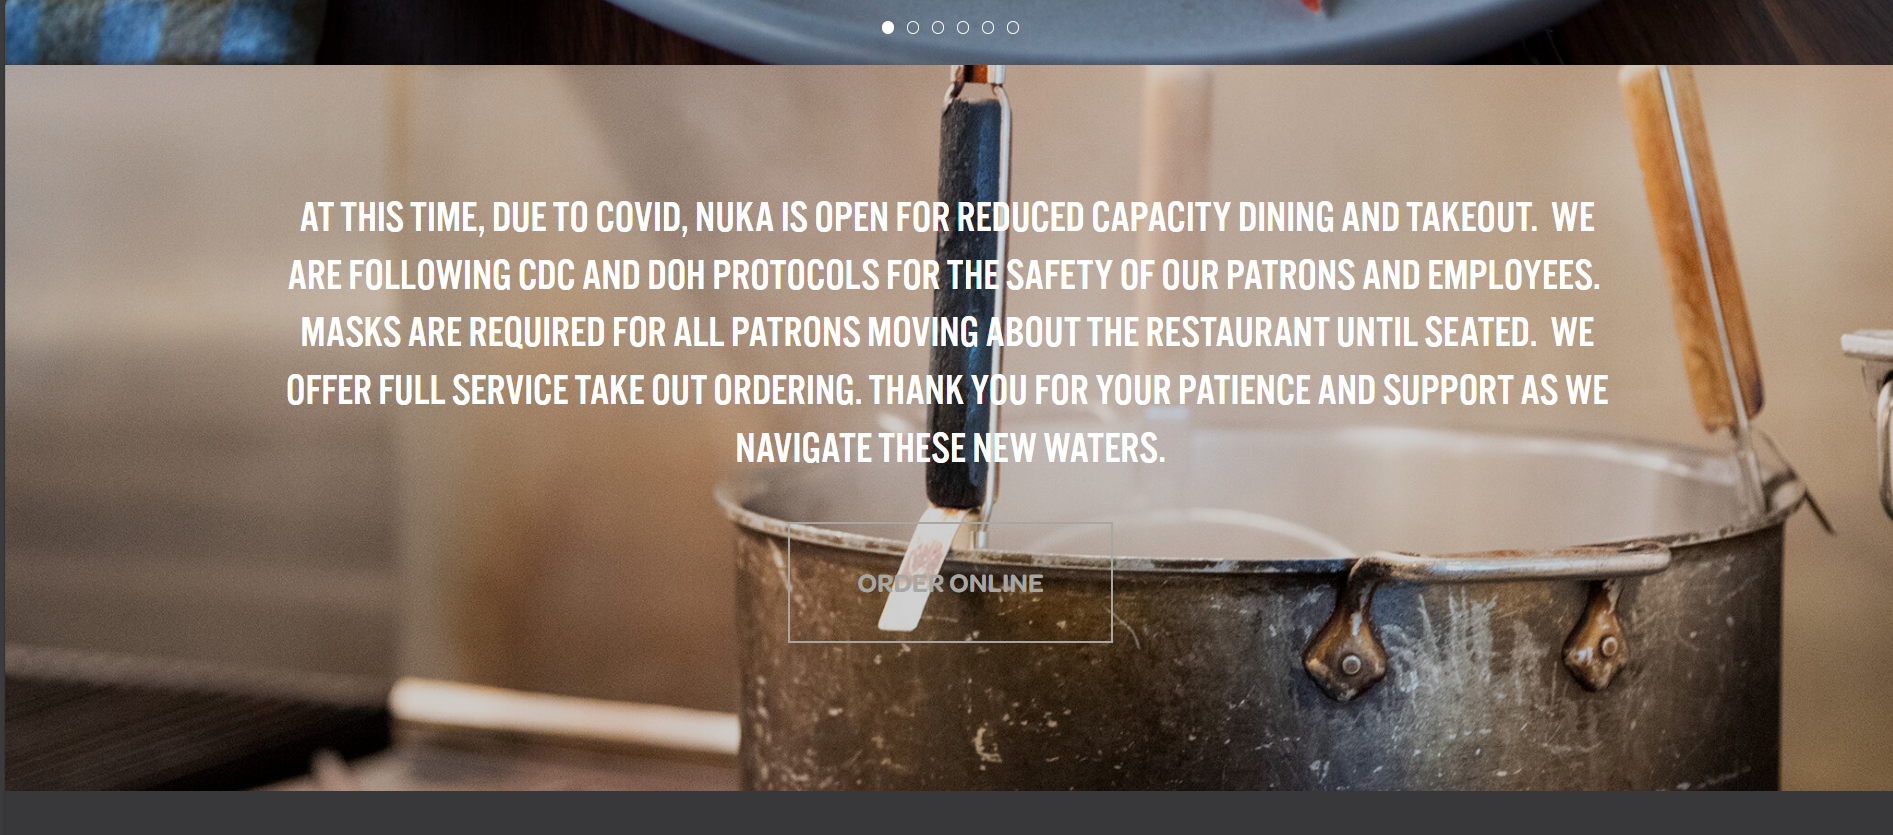 AT THIS TIME, DUE TO COVID, NUKA IS OPEN FOR REDUCED CAPACITY DINING AND TAKEOUT.  WE
ARE FOLLOWING CDC AND DOH PROTOCOLS FOR THE SAFETY OF OUR PATRONS AND EMPLOYEES.
MASKS ARE REQUIRED FOR ALL PATRONS MOVING ABOUT THE RESTAURANT UNTIL SEATED.  WE
OFFER FULL SERVICE TAKE OUT ORDERING. THANK YOU FOR YOUR PATIENCE AND SUPPORT AS WE
NAVIGATE THESE NEW WATERS.
ORDER ONLINE